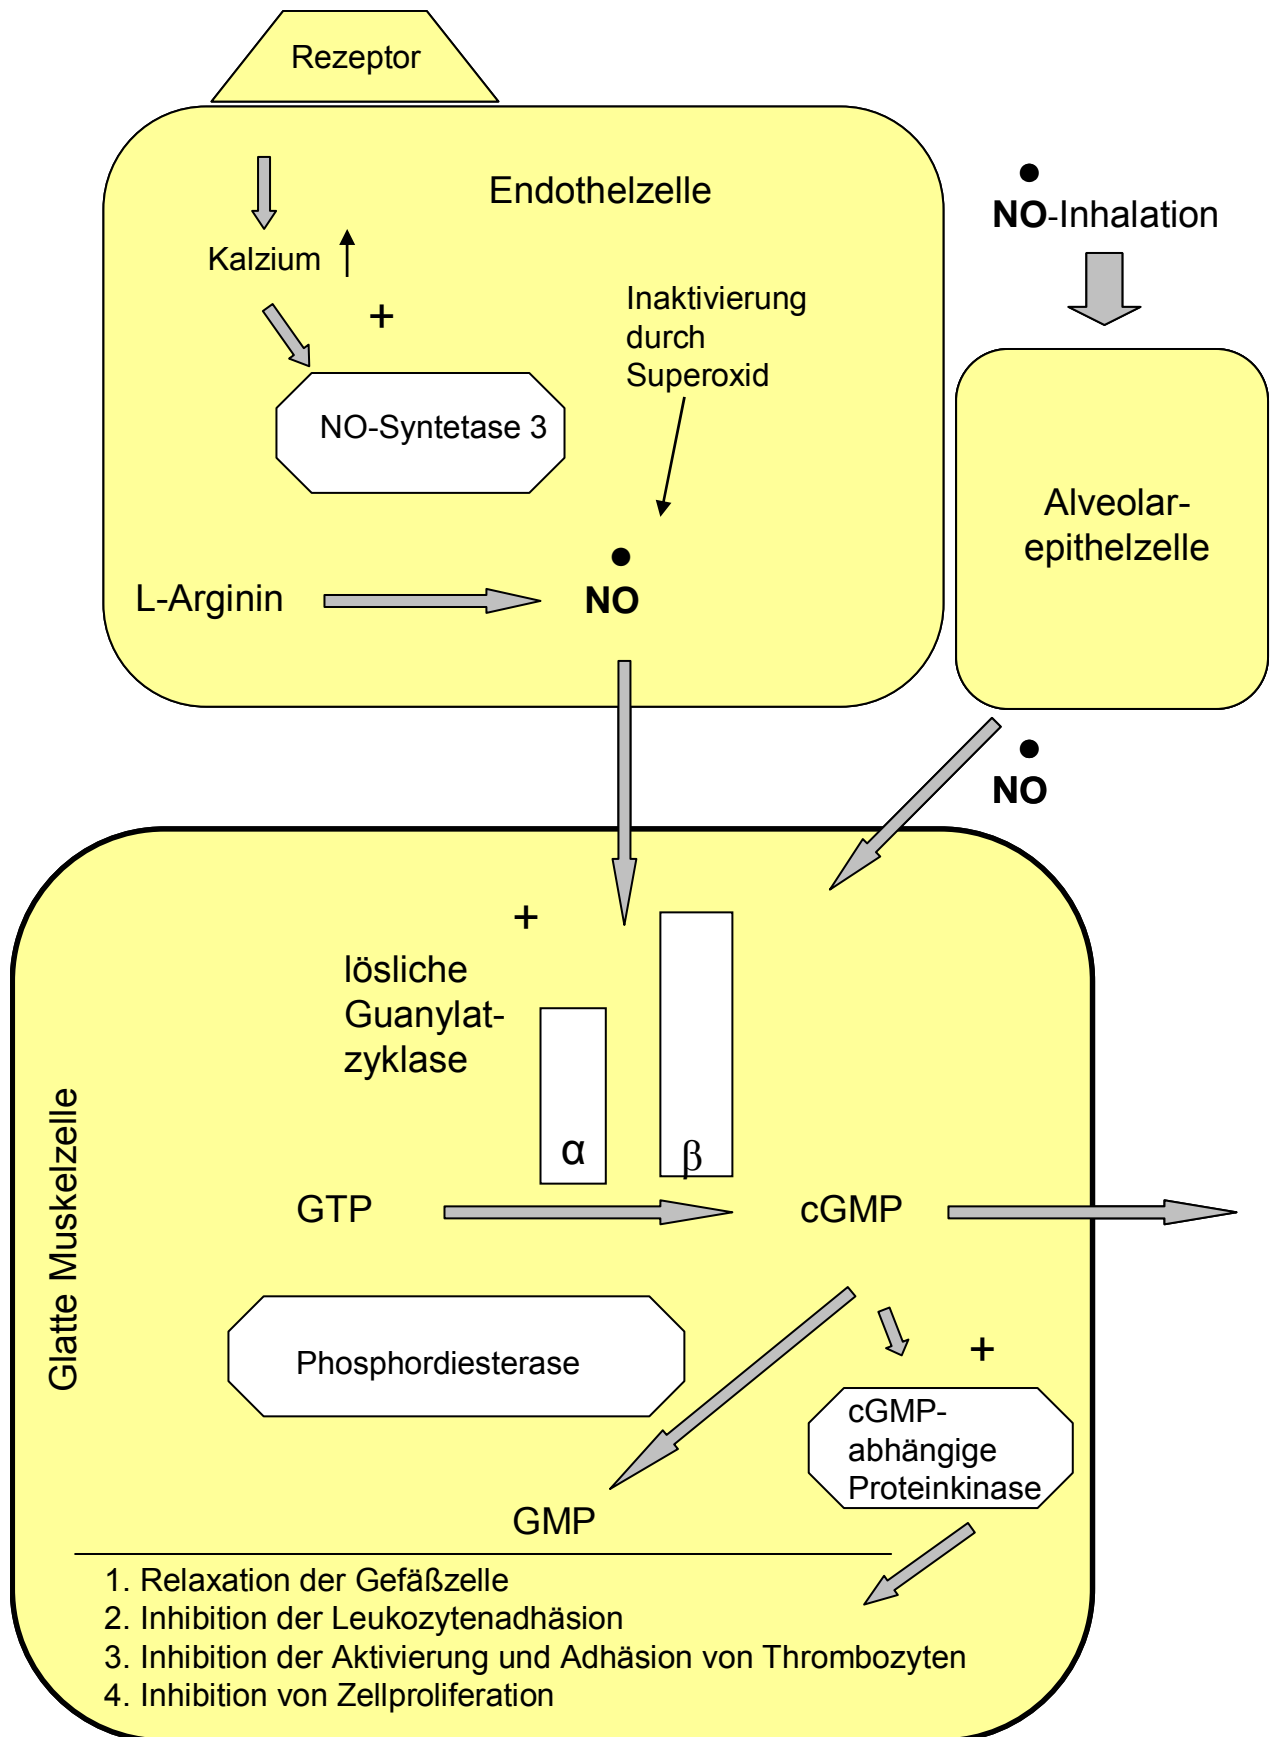 Rezeptor
Endothelzelle
Kalzium
+
Inaktivierung
durch
Superoxid
NO-Syntetase 3
L-Arginin
•
NO
•
NO-Inhalation
Alveolar-
epithelzelle
•
NO
Glatte Muskelzelle
+
lösliche
Guanylat-
zyklase
α
β
GTP
cGMP
Phosphordiesterase
+
cGMP-
abhängige
Proteinkinase
GMP
1. Relaxation der Gefäßzelle
2. Inhibition der Leukozytenadhäsion
3. Inhibition der Aktivierung und Adhäsion von Thrombozyten
4. Inhibition von Zellproliferation